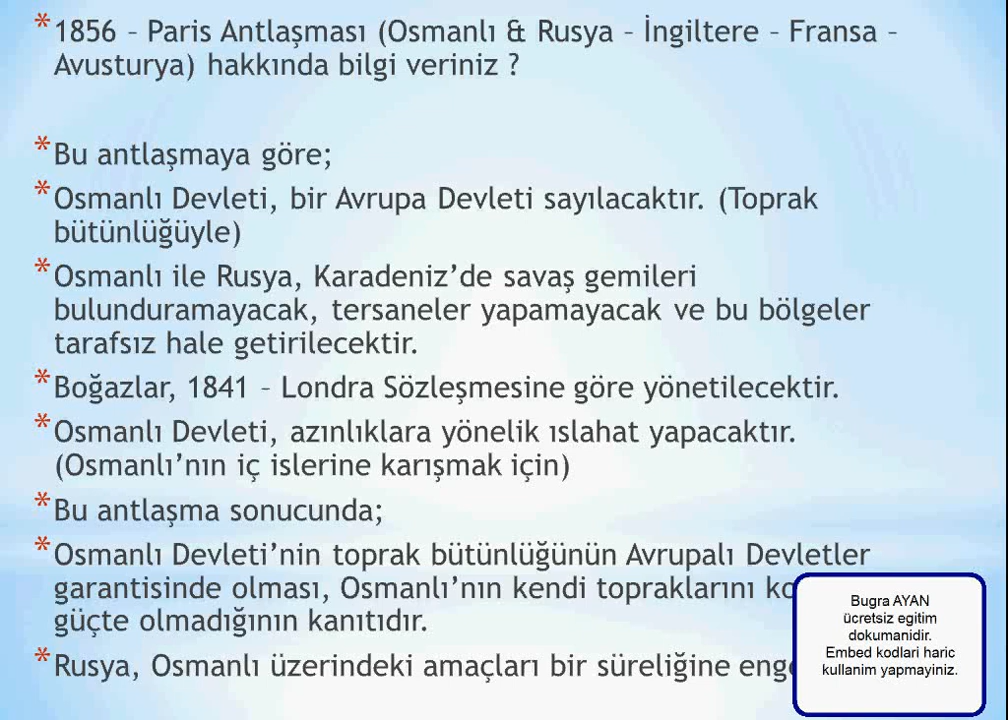 * 1856 – Paris Antlaşması (Osmanlı & Rusya – İngiltere – Fransa –
Avusturya) hakkında bilgi veriniz ?
* Bu antlaşmaya göre;
* Osmanlı Devleti, bir Avrupa Devleti sayılacaktır. (Toprak
bütünlüğüyle)
* Osmanlı ile Rusya, Karadeniz’de savaş gemileri
bulunduramayacak, tersaneler yapamayacak ve bu bölgeler
tarafsız hale getirilecektir.
* Boğazlar, 1841 – Londra Sözleşmesine göre yönetilecektir.
* Osmanlı Devleti, azınlıklara yönelik ıslahat yapacaktır.
(Osmanlı’nın iç islerine karışmak için)
* Bu antlaşma sonucunda;
* Osmanlı Devleti’nin toprak bütünlüğünün Avrupalı Devletler
garantisinde olması, Osmanlı’nın kendi topraklarını
güçte olmadığının kanıtıdır.
* Rusya, Osmanlı üzerindeki amaçları bir süreliğine
Bugra AYAN
ücretsiz egitim
dokumanidir.
Embed kodlari haric
kullanim yapmayiniz.